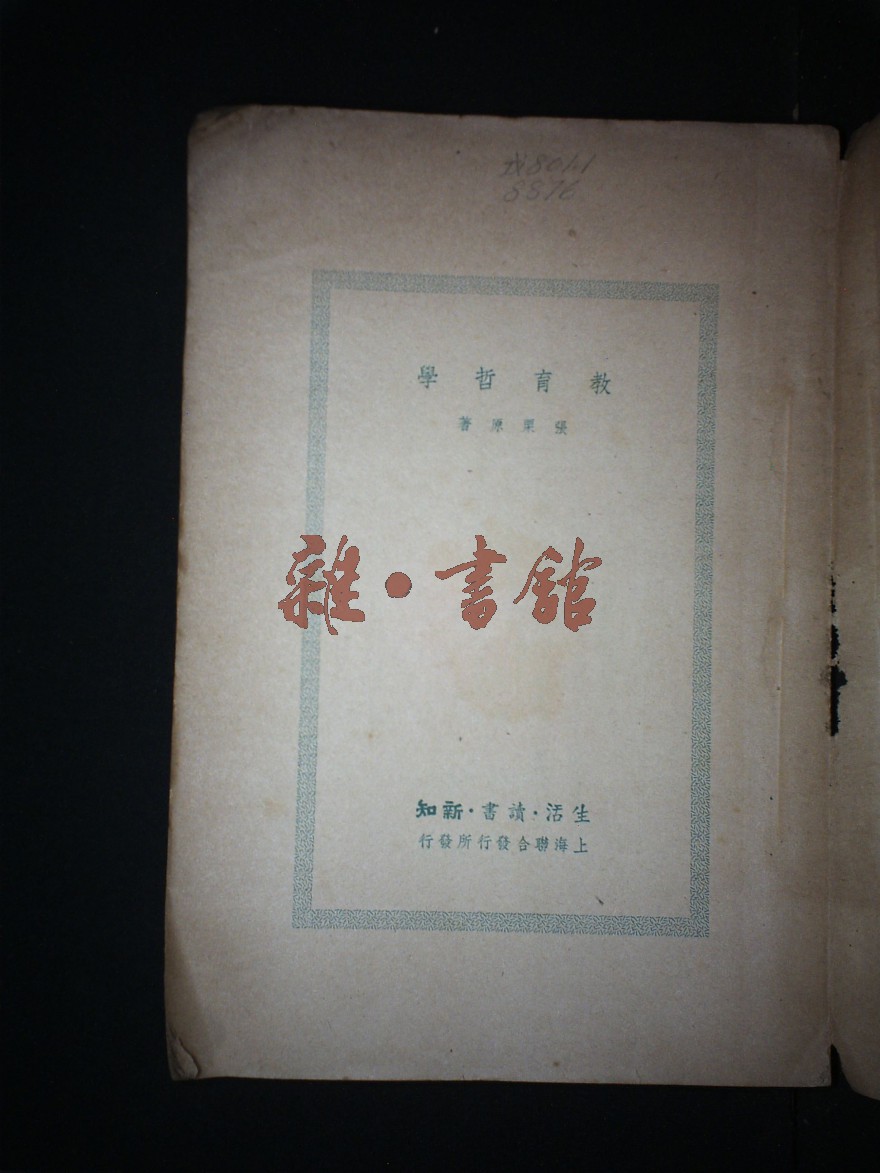 教育哲學
張栗原著
雜·書館
生活·讀書·新知
上海聯合發行所發行